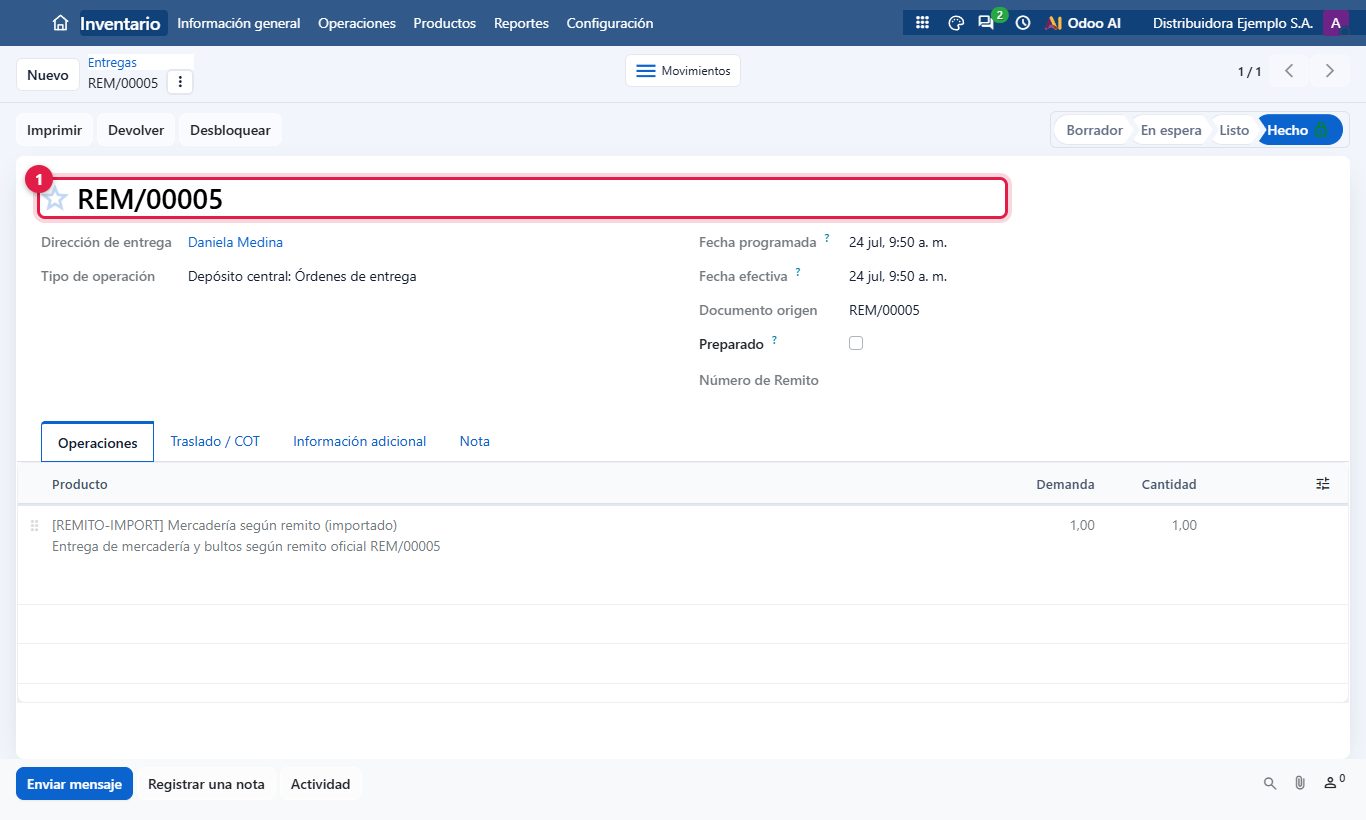 Inventario Información general Operaciones Productos Reportes Configuración 2 Odoo AI Distribuidora Ejemplo S.A. A
Nuevo Entregas Movimientos 1 / 1
REM/00005
Imprimir Devolver Desbloquear Borrador En espera Listo Hecho
1
REM/00005
Dirección de entrega Daniela Medina Fecha programada ? 24 jul, 9:50 a. m.
Tipo de operación Depósito central: Órdenes de entrega Fecha efectiva ? 24 jul, 9:50 a. m.
Documento origen REM/00005
Preparado ?
Número de Remito
Operaciones Traslado / COT Información adicional Nota
Producto Demanda Cantidad
[REMITO-IMPORT] Mercadería según remito (importado) 1,00 1,00
Entrega de mercadería y bultos según remito oficial REM/00005
Enviar mensaje Registrar una nota Actividad 0